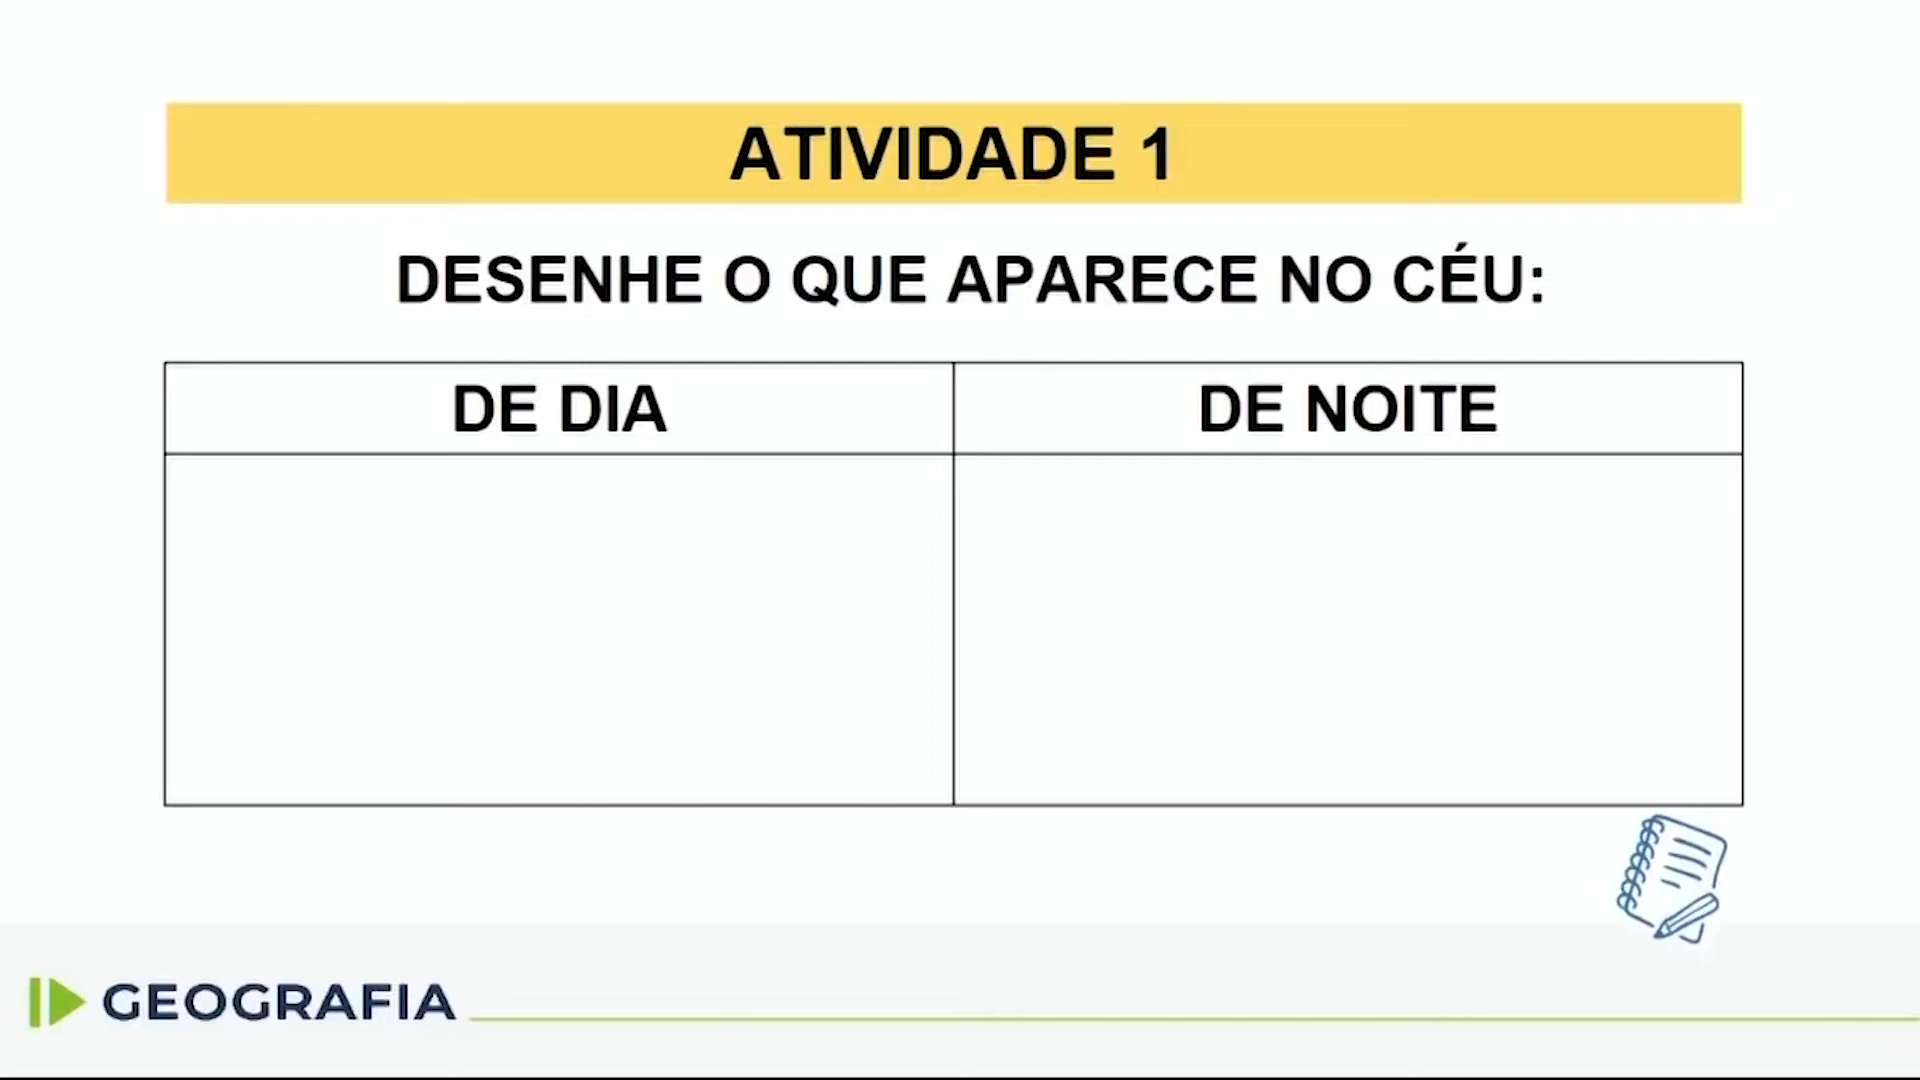 ATIVIDADE 1
DESENHE O QUE APARECE NO CÉU:
DE DIA
DE NOITE
GEOGRAFIA